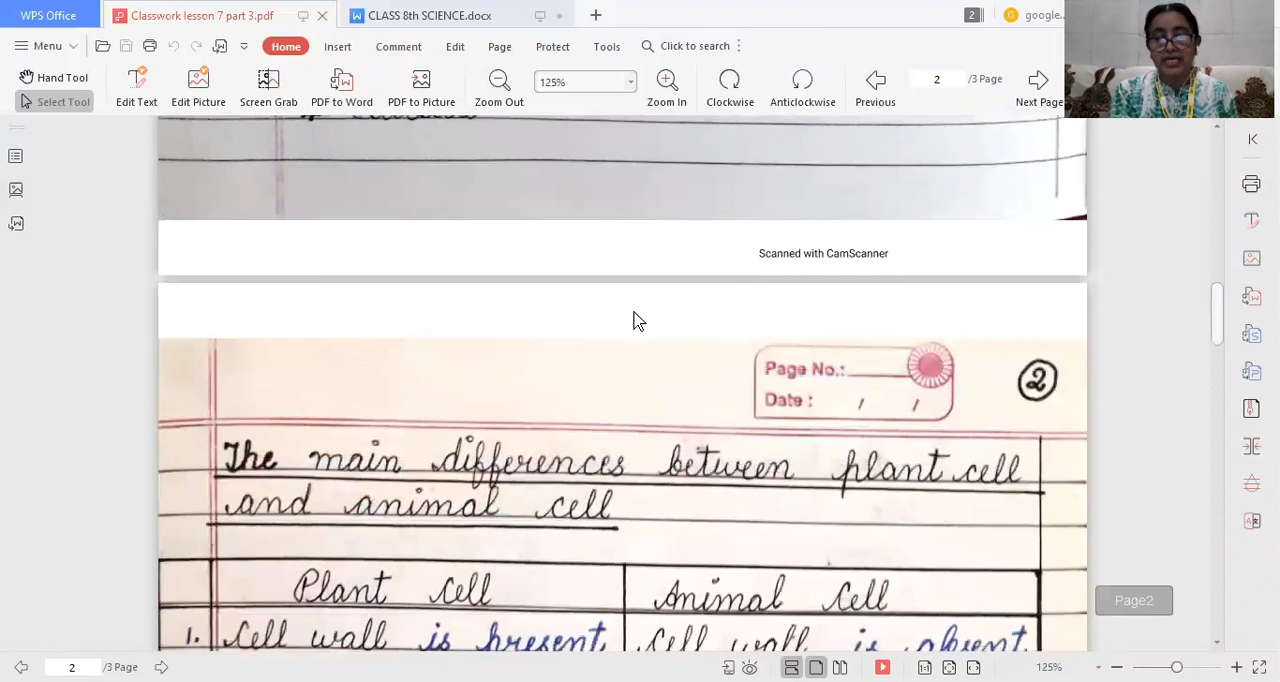 WPS Office
Classwork lesson 7 part 3.pdf
CLASS 8th SCIENCE.docx
2
google...
Menu
Home
Insert
Comment
Edit
Page
Protect
Tools
Click to search
Hand Tool
Select Tool
Edit Text
Edit Picture
Screen Grab
PDF to Word
PDF to Picture
Zoom Out
125%
Zoom In
Clockwise
Anticlockwise
Previous
2 /3 Page
Next Page
Scanned with CamScanner
Page No.:
Date : / /
2
The main differences between plant cell
and animal cell
Plant Cell Animal Cell
1. Cell wall is present Cell wall is absent
Page2
2 /3 Page
125%